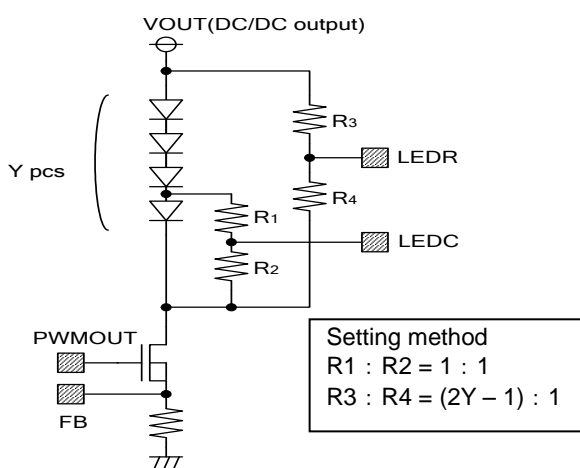 VOUT(DC/DC output)
R3
LEDR
Y pcs
R4
R1
LEDC
R2
PWMOUT
FB
Setting method
R1 : R2 = 1 : 1
R3 : R4 = (2Y – 1) : 1